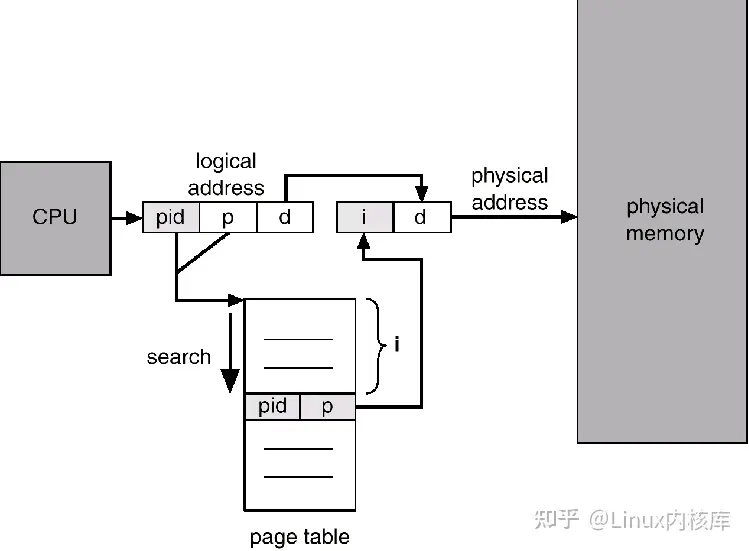 logical
address
physical
address
CPU
pid p d
i d
physical
memory
search
i
pid p
page table
知乎 @Linux内核库